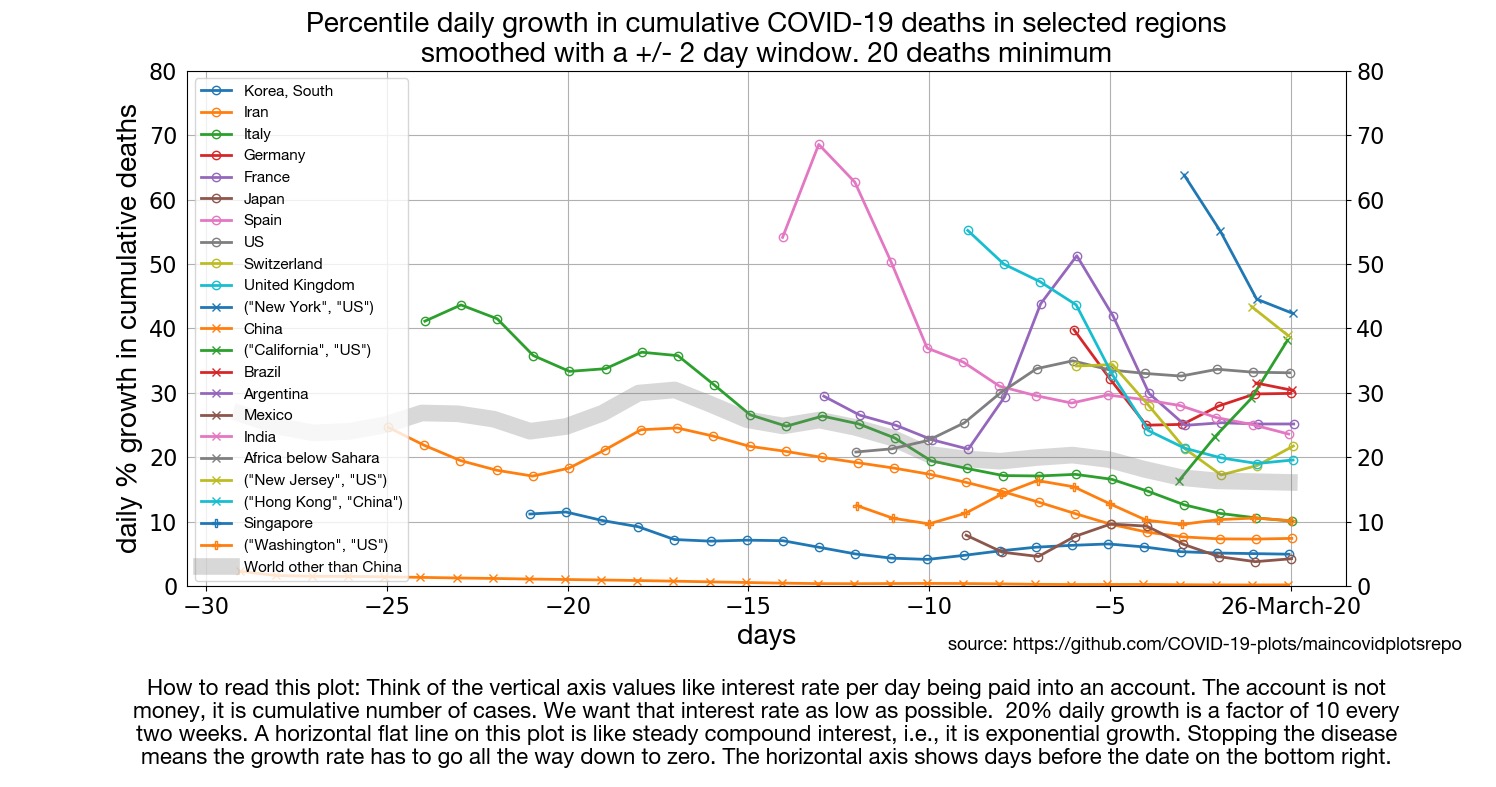 Percentile daily growth in cumulative COVID-19 deaths in selected regions
smoothed with a +/- 2 day window. 20 deaths minimum
daily % growth in cumulative deaths
80
70
60
50
40
30
20
10
0
80
70
60
50
40
30
20
10
0
Korea, South
Iran
Italy
Germany
France
Japan
Spain
US
Switzerland
United Kingdom
("New York", "US")
China
("California", "US")
Brazil
Argentina
Mexico
India
Africa below Sahara
("New Jersey", "US")
("Hong Kong", "China")
Singapore
("Washington", "US")
World other than China
−30 −25 −20 −15 −10 −5 26-March-20
days
source: https://github.com/COVID-19-plots/maincovidplotsrepo
How to read this plot: Think of the vertical axis values like interest rate per day being paid into an account. The account is not
money, it is cumulative number of cases. We want that interest rate as low as possible.  20% daily growth is a factor of 10 every
two weeks. A horizontal flat line on this plot is like steady compound interest, i.e., it is exponential growth. Stopping the disease
means the growth rate has to go all the way down to zero. The horizontal axis shows days before the date on the bottom right.